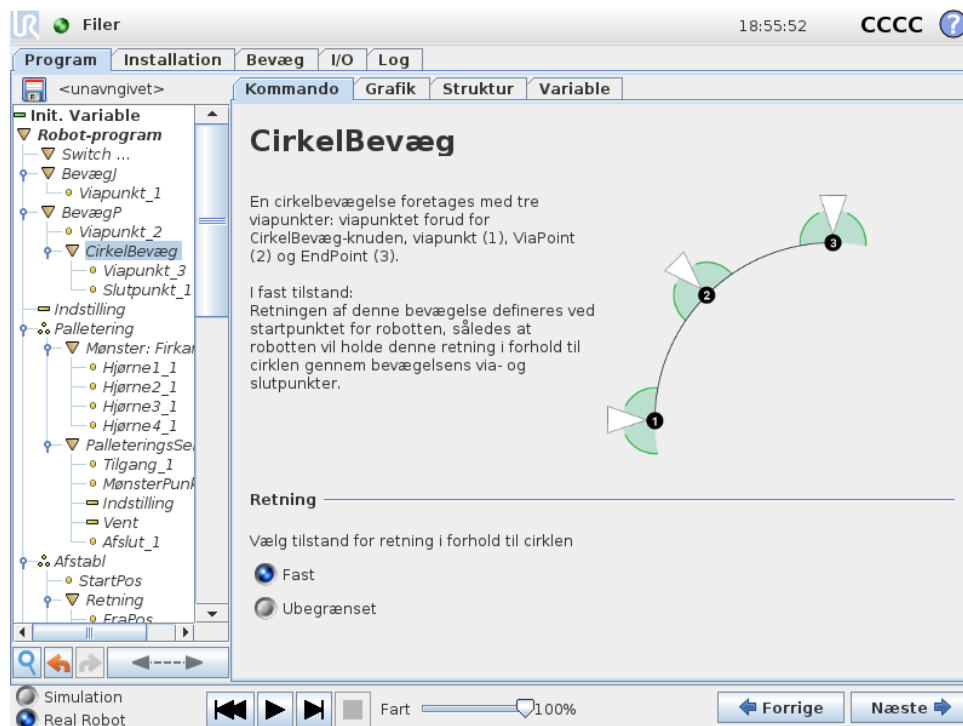 UR Filer 18:55:52 CCCC ?
Program Installation Bevæg I/O Log
<unavngivet>
Kommando Grafik Struktur Variable
Init. Variable
Robot-program
Switch ...
BevægJ
Viapunkt_1
BevægP
Viapunkt_2
CirkelBevæg
Viapunkt_3
Slutpunkt_1
Indstilling
Palletering
Mønster: Firkan
Hjørne1_1
Hjørne2_1
Hjørne3_1
Hjørne4_1
PalleteringsSe
Tilgang_1
MønsterPunk
Indstilling
Vent
Afslut_1
Afstabl
StartPos
Retning
FraPos
CirkelBevæg
En cirkelbevægelse foretages med tre
viapunkter: viapunktet forud for
CirkelBevæg-knuden, viapunkt (1), ViaPoint
(2) og EndPoint (3).
I fast tilstand:
Retningen af denne bevægelse defineres ved
startpunktet for robotten, således at
robotten vil holde denne retning i forhold til
cirklen gennem bevægelsens via- og
slutpunkter.
3
2
1
Retning
Vælg tilstand for retning i forhold til cirklen
Fast
Ubegrænset
Simulation
Real Robot
Fart 100%
Forrige Næste